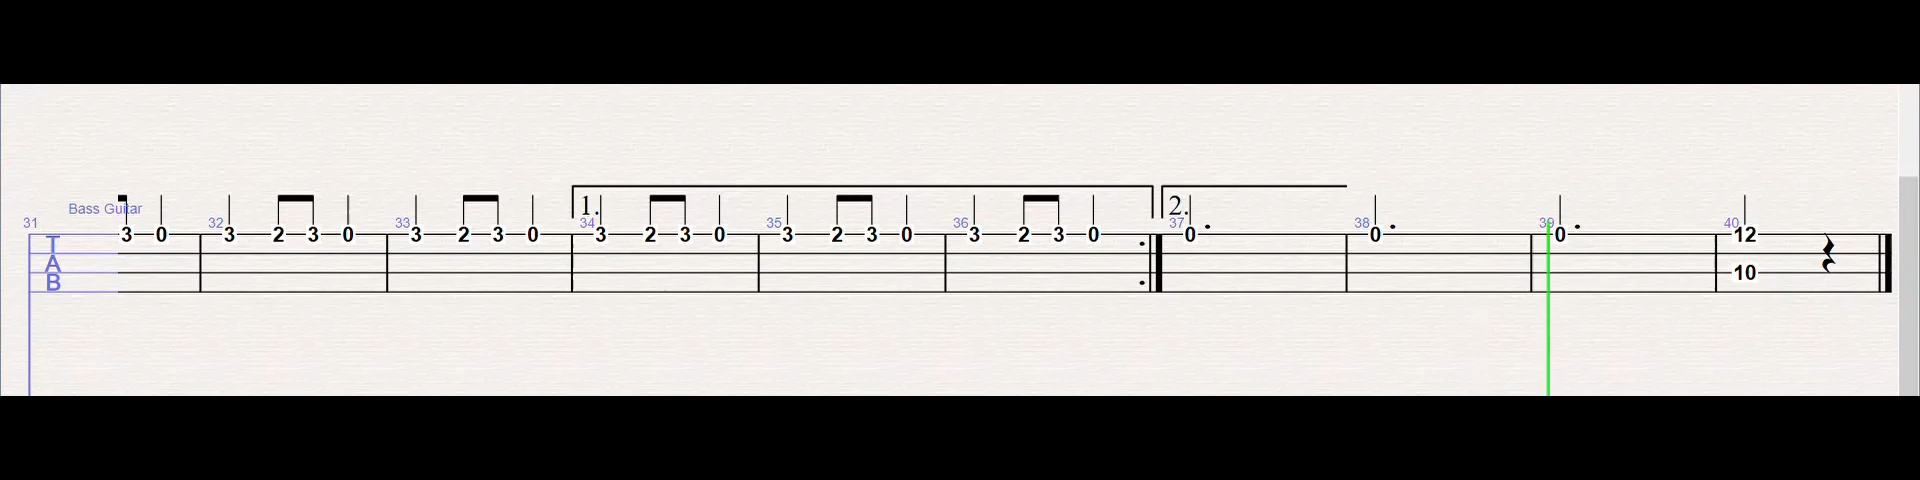 1. 2.
Bass Guitar
31 32 33 34 35 36 37 38 39 40
T 3 0 3 2 3 0 3 2 3 0 3 2 3 0 3 2 3 0 3 2 3 0 0 0 0 12
A
B 10